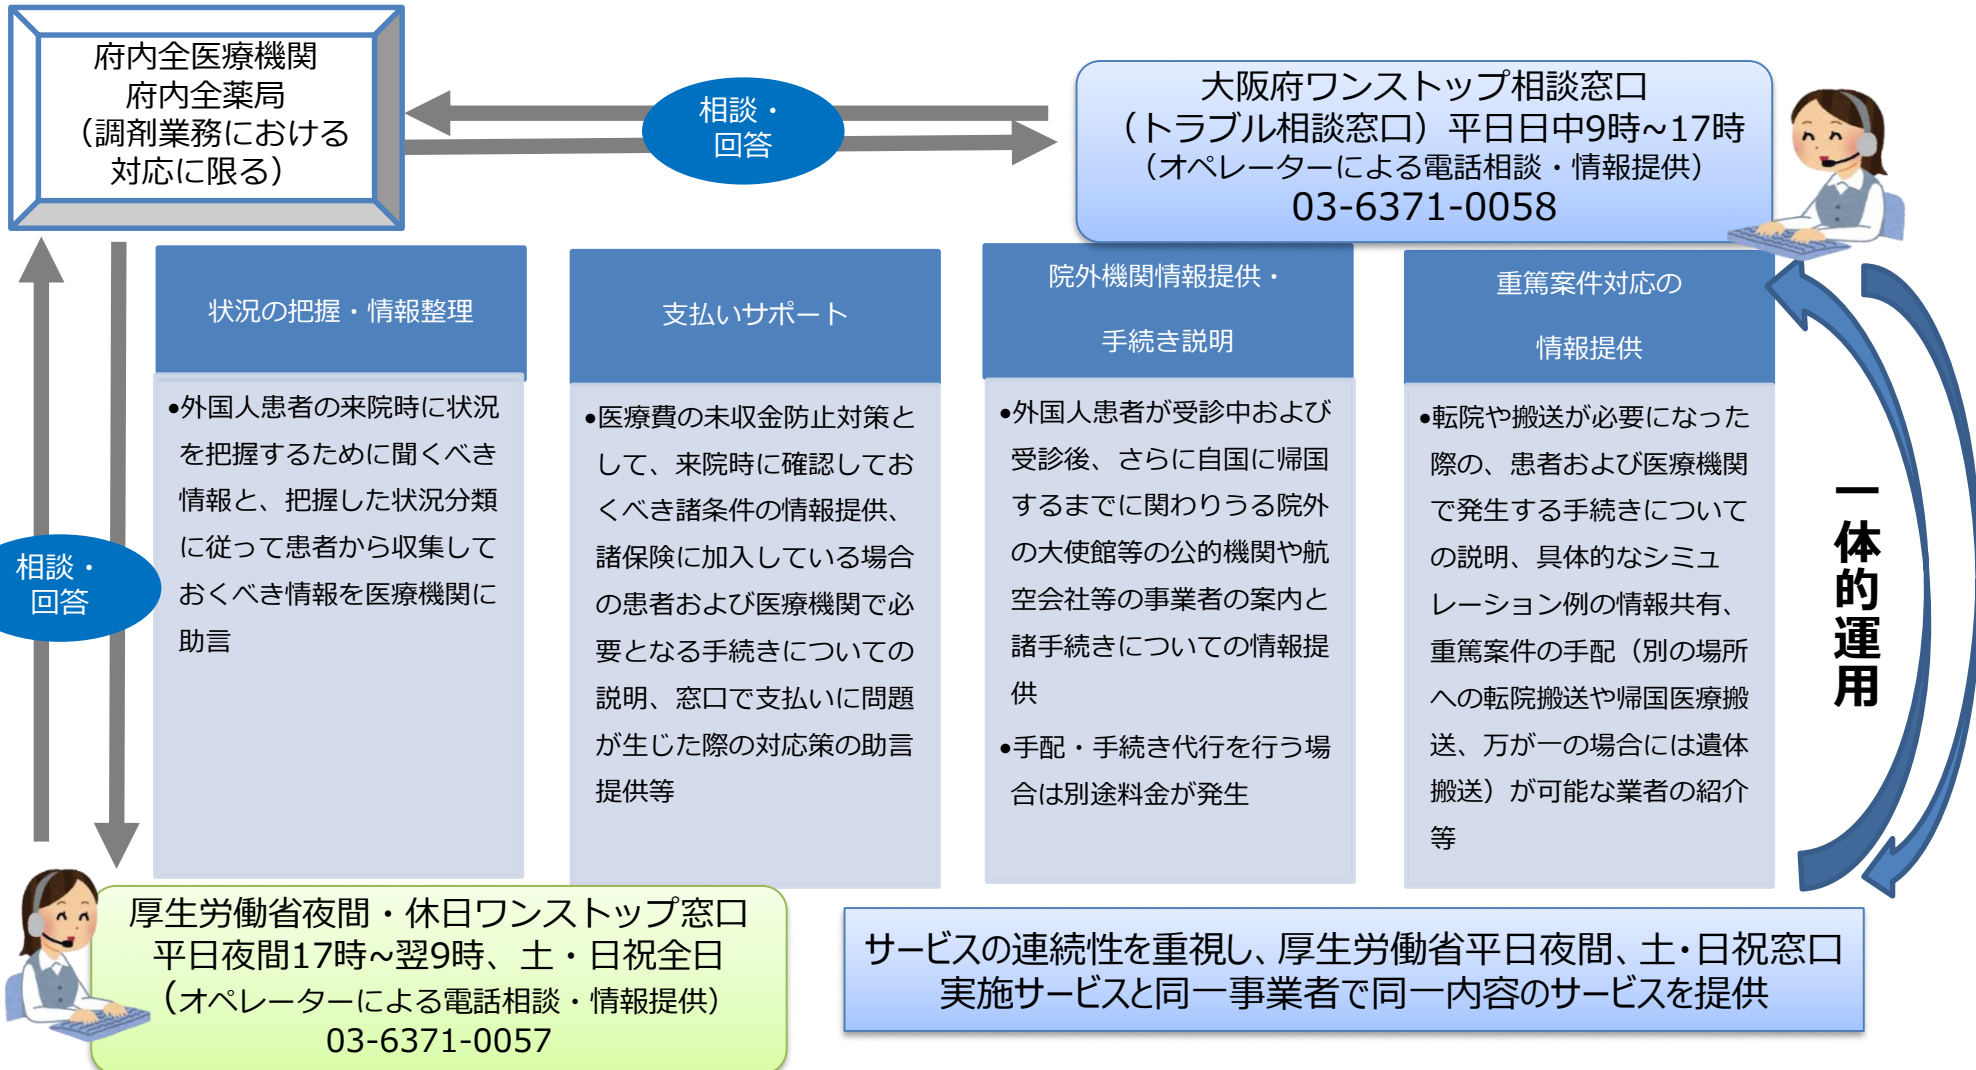 府内全医療機関
府内全薬局
（調剤業務における
対応に限る）
相談・
回答
大阪府ワンストップ相談窓口
（トラブル相談窓口）平日日中9時~17時
（オペレーターによる電話相談・情報提供）
03-6371-0058
状況の把握・情報整理
•外国人患者の来院時に状況
を把握するために聞くべき
情報と、把握した状況分類
に従って患者から収集して
おくべき情報を医療機関に
助言
支払いサポート
•医療費の未収金防止対策と
して、来院時に確認してお
くべき諸条件の情報提供、
諸保険に加入している場合
の患者および医療機関で必
要となる手続きについての
説明、窓口で支払いに問題
が生じた際の対応策の助言
提供等
院外機関情報提供・
手続き説明
•外国人患者が受診中および
受診後、さらに自国に帰国
するまでに関わりうる院外
の大使館等の公的機関や航
空会社等の事業者の案内と
諸手続きについての情報提
供
•手配・手続き代行を行う場
合は別途料金が発生
重篤案件対応の
情報提供
•転院や搬送が必要になった
際の、患者および医療機関
で発生する手続きについて
の説明、具体的なシミュ
レーション例の情報共有、
重篤案件の手配（別の場所
への転院搬送や帰国医療搬
送、万が一の場合には遺体
搬送）が可能な業者の紹介
等
一体的運用
相談・
回答
厚生労働省夜間・休日ワンストップ窓口
平日夜間17時~翌9時、土・日祝全日
（オペレーターによる電話相談・情報提供）
03-6371-0057
サービスの連続性を重視し、厚生労働省平日夜間、土・日祝窓口
実施サービスと同一事業者で同一内容のサービスを提供